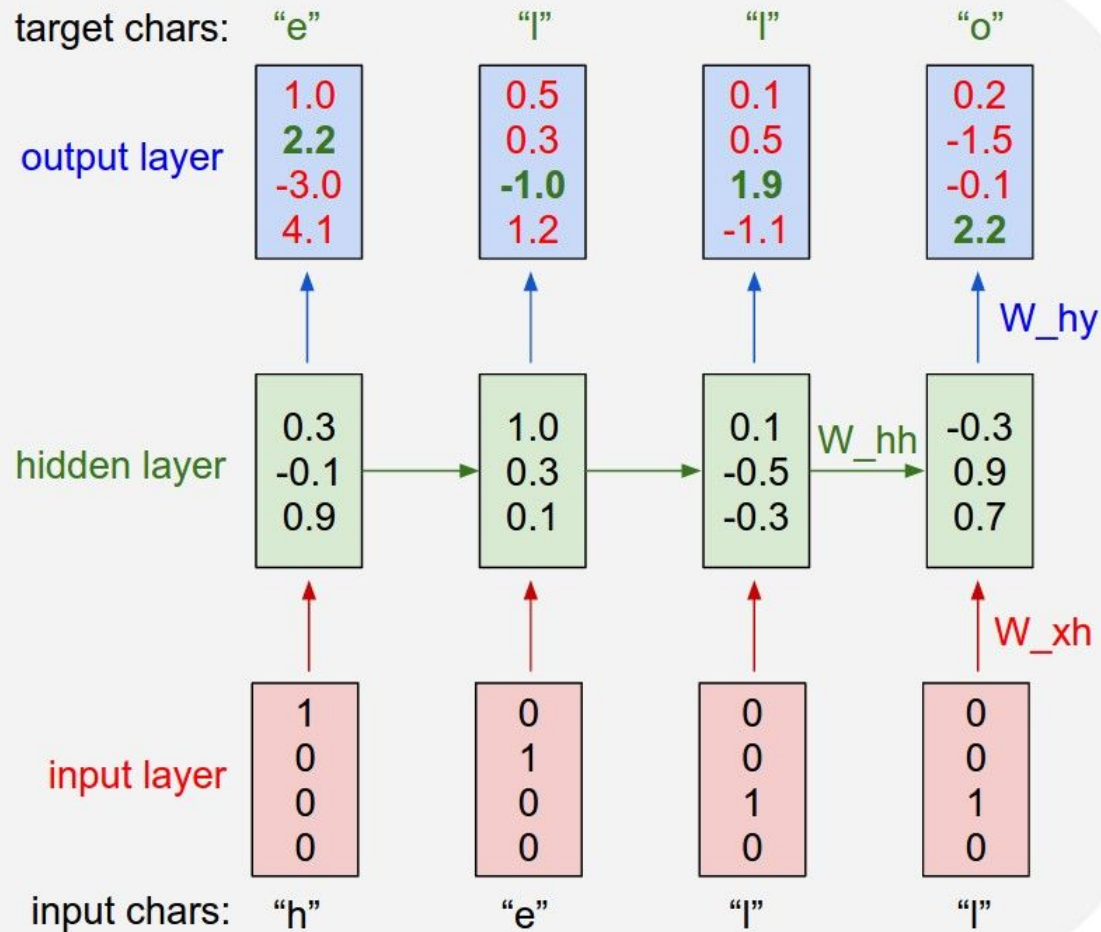 target chars: “e” “l” “l” “o”
1.0 0.5 0.1 0.2
2.2 0.3 0.5 -1.5
output layer
-3.0 -1.0 1.9 -0.1
4.1 1.2 -1.1 2.2
W_hy
0.3 1.0 0.1 -0.3
W_hh
hidden layer -0.1 0.3 -0.5 0.9
0.9 0.1 -0.3 0.7
W_xh
1 0 0 0
0 1 0 0
input layer
0 0 1 1
0 0 0 0
input chars: “h” “e” “l” “l”